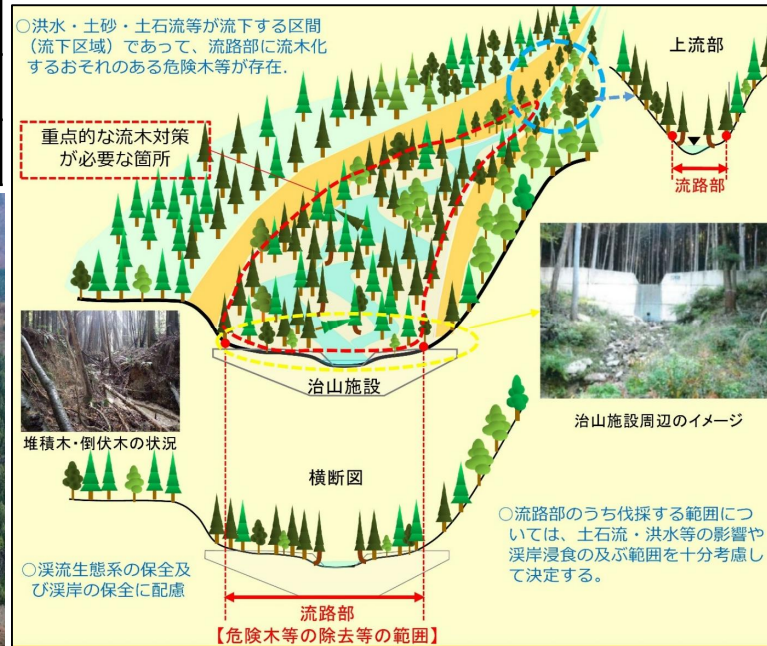 ○洪水・土砂・土石流等が流下する区間
（流下区域）であって、流路部に流木化
するおそれのある危険木等が存在.
上流部
重点的な流木対策
が必要な箇所
流路部
治山施設
堆積木・倒伏木の状況
治山施設周辺のイメージ
横断図
○流路部のうち伐採する範囲につ
いては、土石流・洪水等の影響や
渓岸浸食の及ぶ範囲を十分考慮し
て決定する。
○渓流生態系の保全及
び渓岸の保全に配慮
流路部
【危険木等の除去等の範囲】